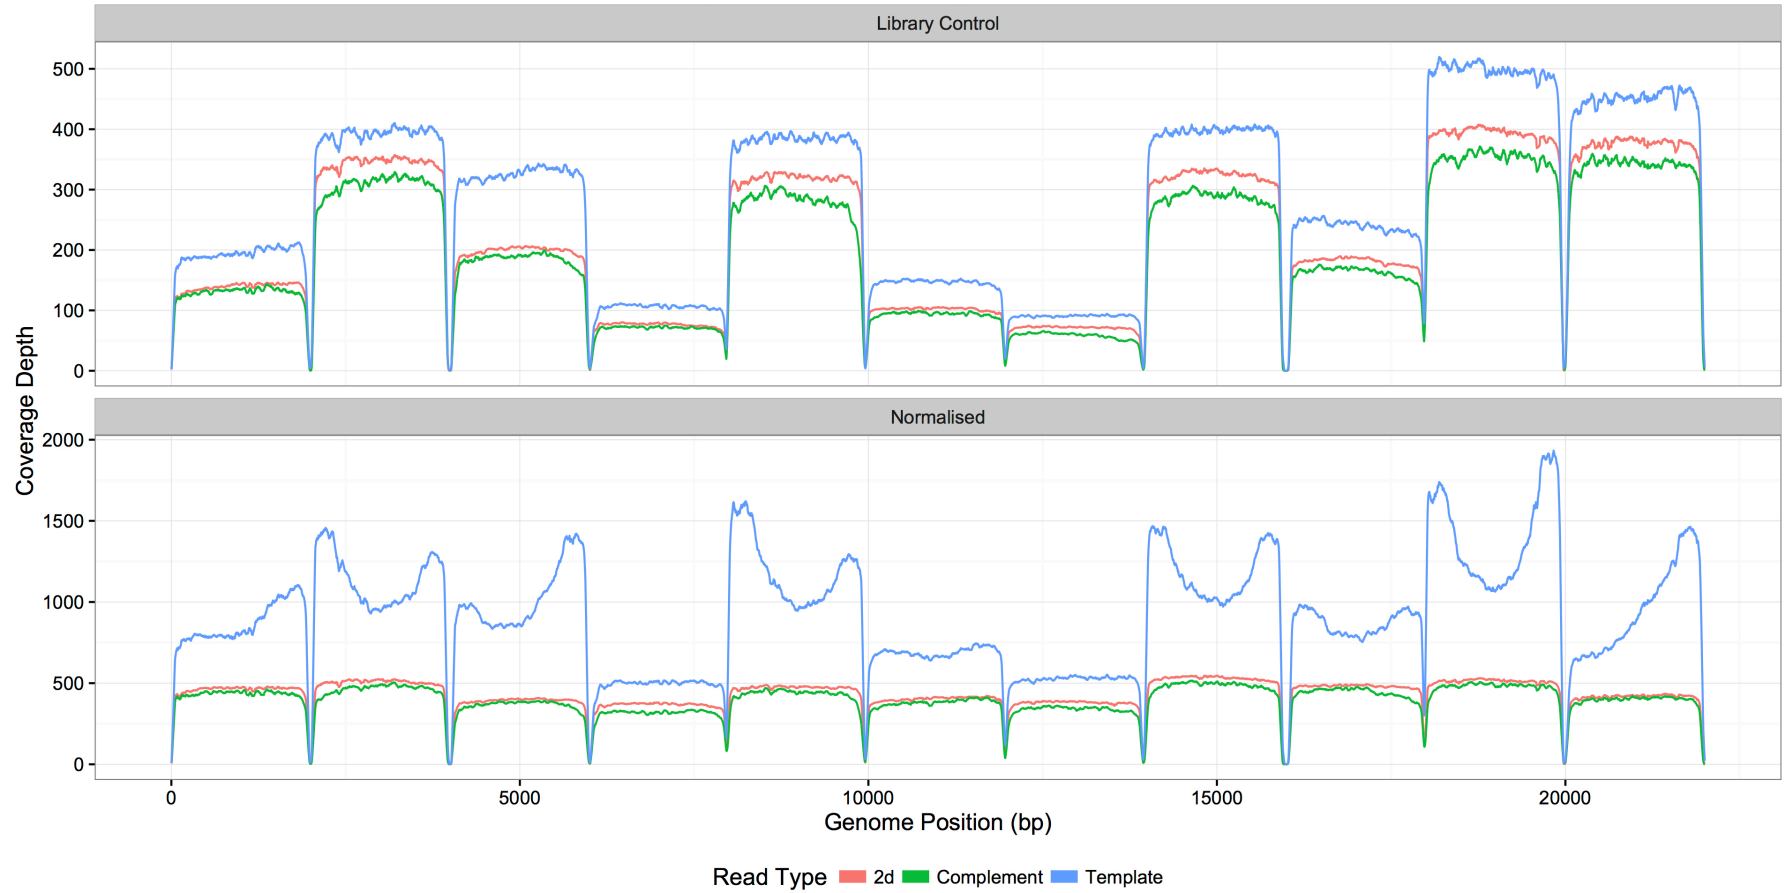 Library Control
500
400
300
200
100
0
Normalised
2000
1500
1000
500
0
Coverage Depth
0 5000 10000 15000 20000
Genome Position (bp)
Read Type 2d Complement Template